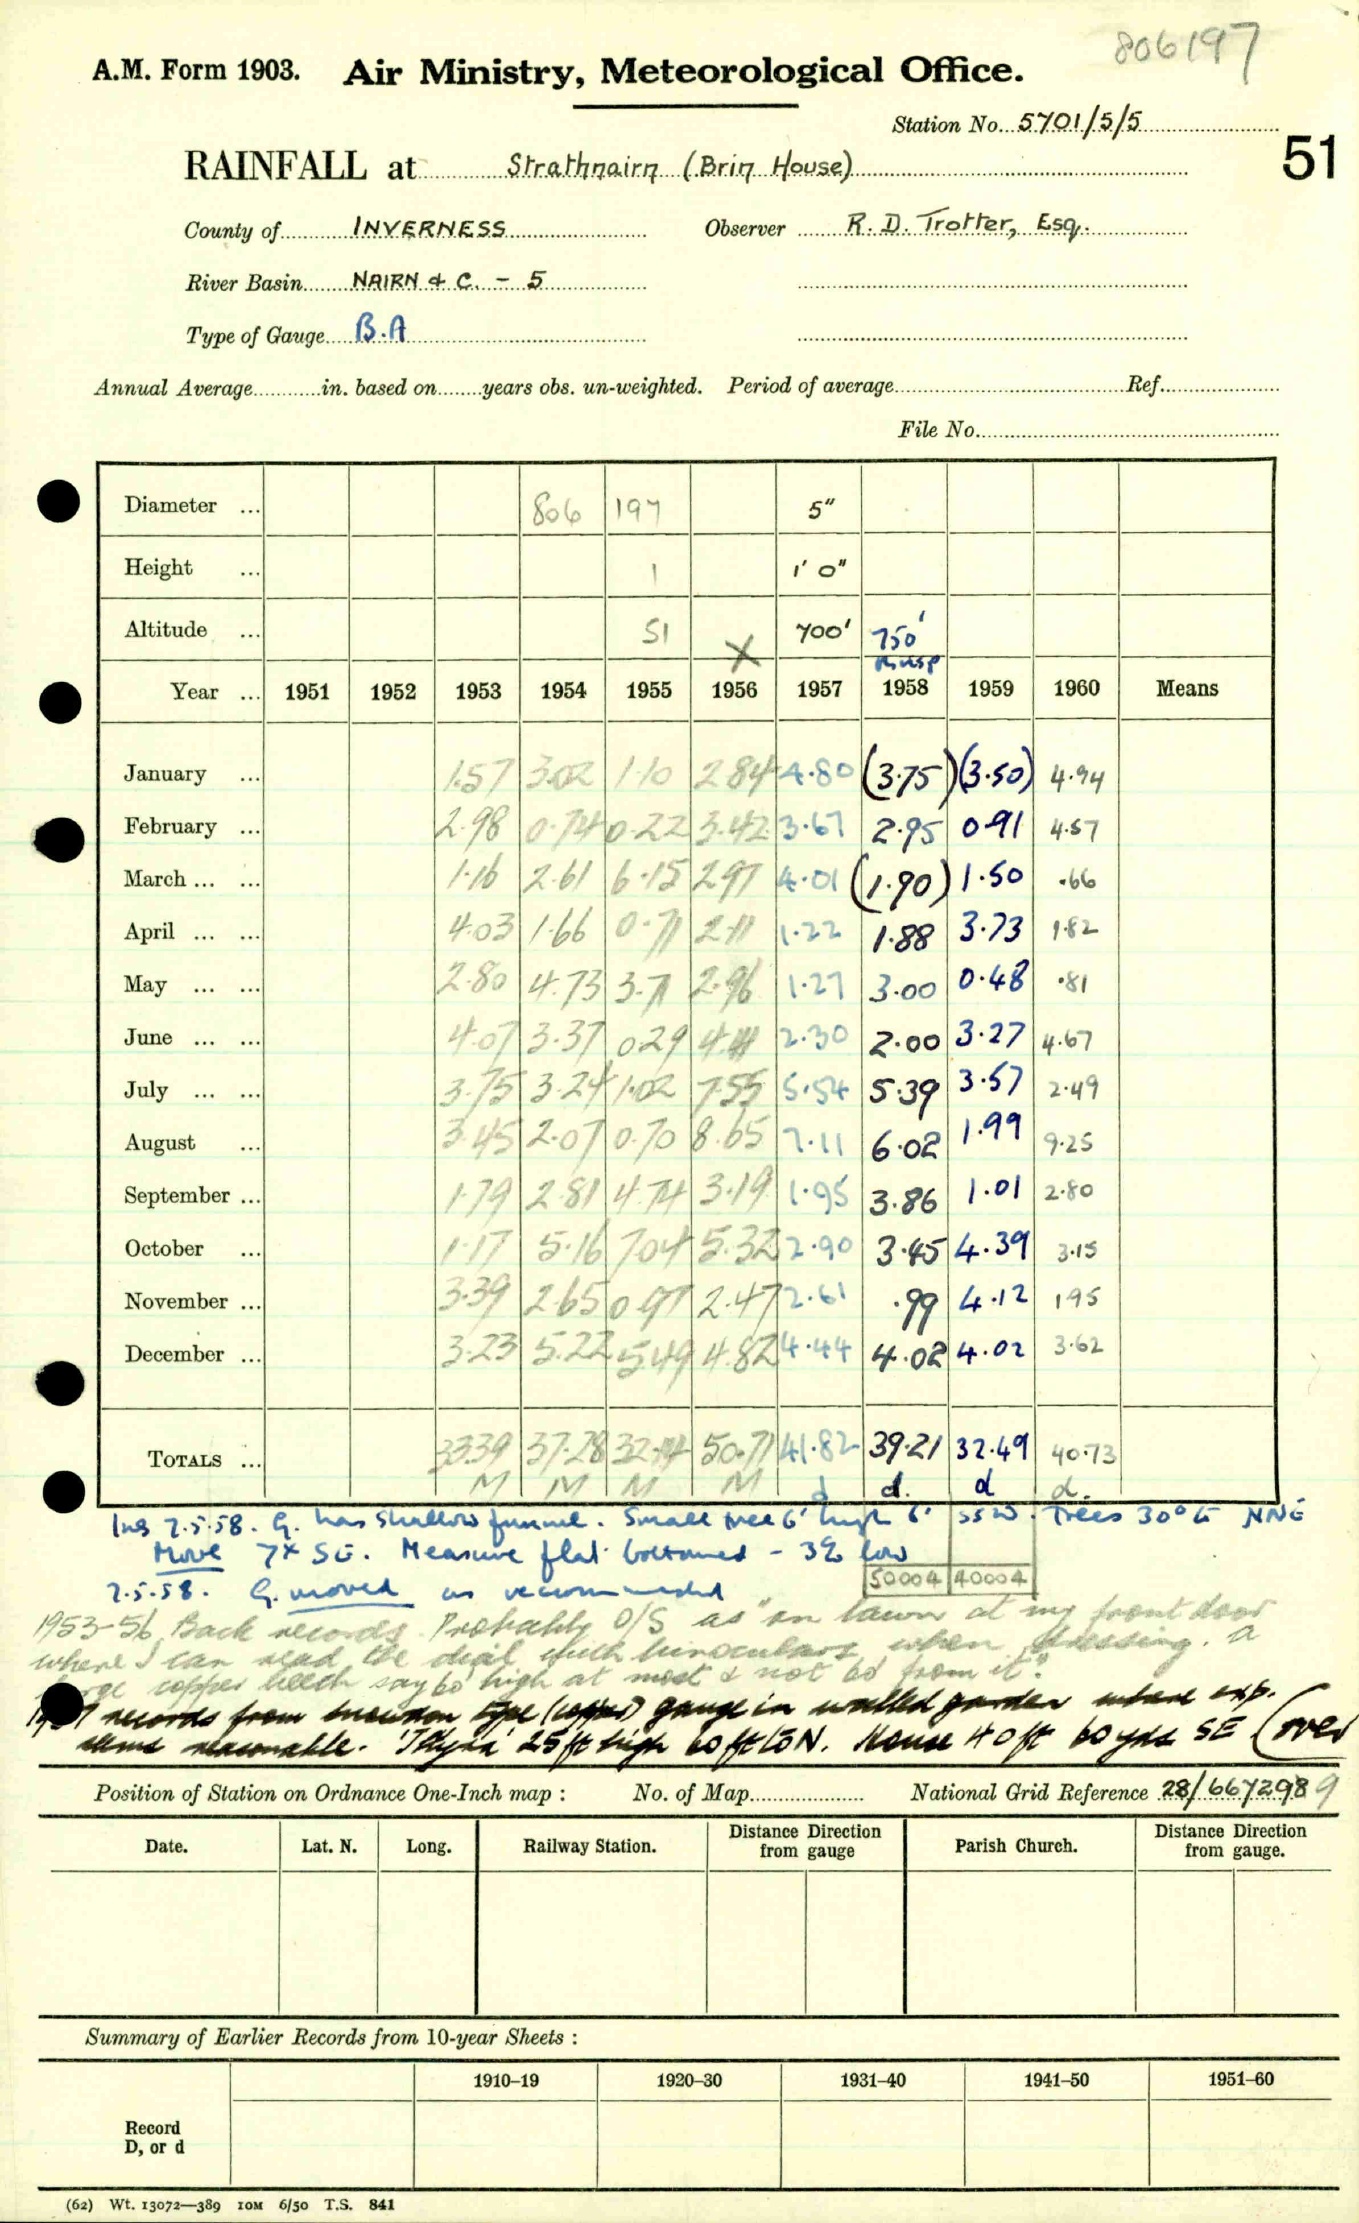 806197
A.M. Form 1903. Air Ministry, Meteorological Office.
Station No. 5701/5/5
51
RAINFALL at Strathnairn (Brin House)
County of INVERNESS Observer R. D. Trotter, Esq.
River Basin NAIRN & C. - 5
Type of Gauge B.A
Annual Average in. based on years obs. un-weighted. Period of average Ref.
File No.
Diameter ... 806 197 5"
Height ... 1 1' 0"
Altitude ... 51 X 700' 750'
Year ... 1951 1952 1953 1954 1955 1956 1957 1958 1959 1960 Means
January ... 1.57 3.02 1.10 2.84 4.80 (3.75) (3.50) 4.94
February ... 2.98 0.74 0.22 3.42 3.67 2.95 0.91 4.57
March ... ... 1.16 2.61 6.15 2.97 4.01 (1.90) 1.50 .66
April ... ... 4.03 1.66 0.71 2.11 1.22 1.88 3.73 1.82
May ... ... 2.80 4.73 3.71 2.96 1.27 3.00 0.48 .81
June ... ... 4.07 3.37 0.29 4.41 2.30 2.00 3.27 4.67
July ... ... 3.75 3.24 1.02 7.55 5.54 5.39 3.57 2.49
August ... 3.45 2.07 0.70 8.65 7.11 6.02 1.99 9.25
September ... 1.79 2.81 4.74 3.19 1.95 3.86 1.01 2.80
October ... 1.17 5.16 7.04 5.32 2.90 3.45 4.39 3.15
November ... 3.39 2.65 0.97 2.47 2.61 .99 4.12 1.95
December ... 3.23 5.22 5.49 4.82 4.44 4.02 4.02 3.62
TOTALS ... 33.39 37.28 32.14 50.71 41.82 39.21 32.49 40.73
M M M M d d. d d.
Ins 7.5.58. G. has shallow funnel. Small tree 6' high 6' SSW. Trees 30° NNE
Move 7x SE. Measure flat bottomed - 3% low
50004 40004
7.5.58. G. moved as recommended
1953-56 Back records. Probably O/S as "on lawn at my front door
where I can read the dial with binoculars when dressing. a
large copper beech say 60' high at most & not 60' from it".
1957 records from Snowdon type (copper) gauge in walled garden where exp.
seems reasonable. 25ft high 60ft to N. House 40ft 60yds SE (over
Position of Station on Ordnance One-Inch map : No. of Map National Grid Reference 28/667298 9
Date. Lat. N. Long. Railway Station. Distance Direction from gauge Parish Church. Distance Direction from gauge.
Summary of Earlier Records from 10-year Sheets :
1910-19 1920-30 1931-40 1941-50 1951-60
Record
D, or d
(62) Wt. 13072—389 10M 6/50 T.S. 841